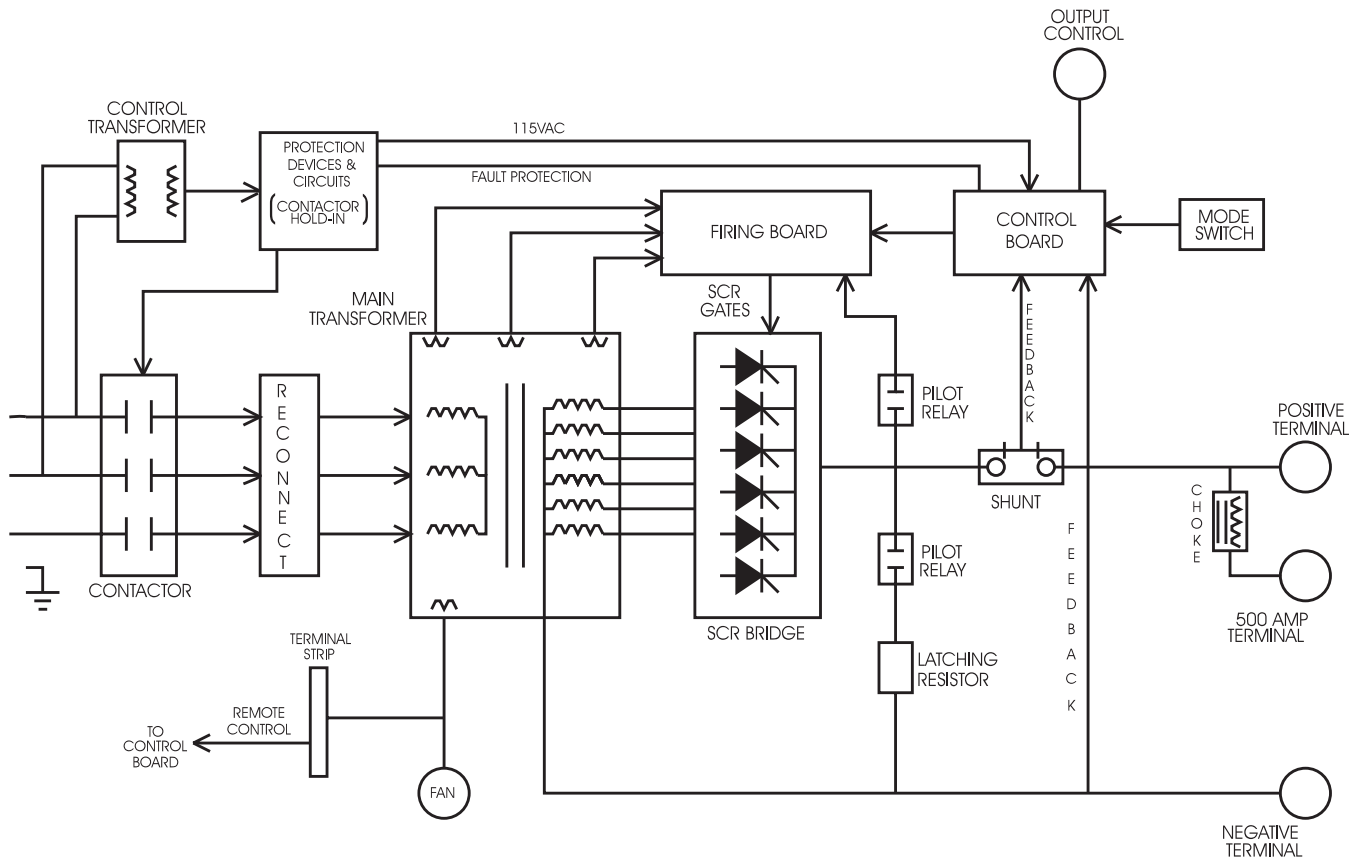 OUTPUT
CONTROL
CONTROL
TRANSFORMER
PROTECTION
DEVICES &
CIRCUITS
(CONTACTOR
HOLD-IN)
115VAC
FAULT PROTECTION
FIRING BOARD
CONTROL
BOARD
MODE
SWITCH
MAIN
TRANSFORMER
SCR
GATES
FEEDBACK
RECONNECT
PILOT
RELAY
POSITIVE
TERMINAL
SHUNT
CHOKE
CONTACTOR
PILOT
RELAY
FEEDBACK
500 AMP
TERMINAL
SCR BRIDGE
TERMINAL
STRIP
LATCHING
RESISTOR
REMOTE
CONTROL
TO
CONTROL
BOARD
FAN
NEGATIVE
TERMINAL